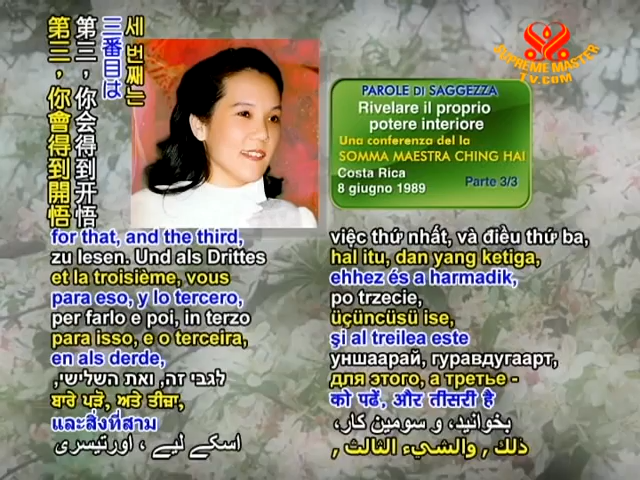 세 번째는
三番目は
第三，你会得到开悟
第三，你會得到開悟
SUPREME MASTER
TV.COM
PAROLE DI SAGGEZZA
Rivelare il proprio
potere interiore
Una conferenza del la
SOMMA MAESTRA CHING HAI
Costa Rica
8 giugno 1989
Parte 3/3
for that, and the third,
zu lesen. Und als Drittes
et la troisième, vous
para eso, y lo tercero,
per farlo e poi, in terzo
para isso, e o terceira,
en als derde,
לגבי זה, ואת השלישי,
ਬਾਰੇ ਪੜੋਂ, ਅਤੇ ਤੀਜ਼ਾ,
และสิ่งที่สาม
اسکے لیے ، اورتیسری
việc thứ nhất, và điều thứ ba,
hal itu, dan yang ketiga,
ehhez és a harmadik,
po trzecie,
üçüncüsü ise,
şi al treilea este
уншаарай, гуравдугаарт,
для этого, а третье -
को पढें, और तीसरी है
بخوانید، و سومین کار،
ذلك , والشيء الثالث ,